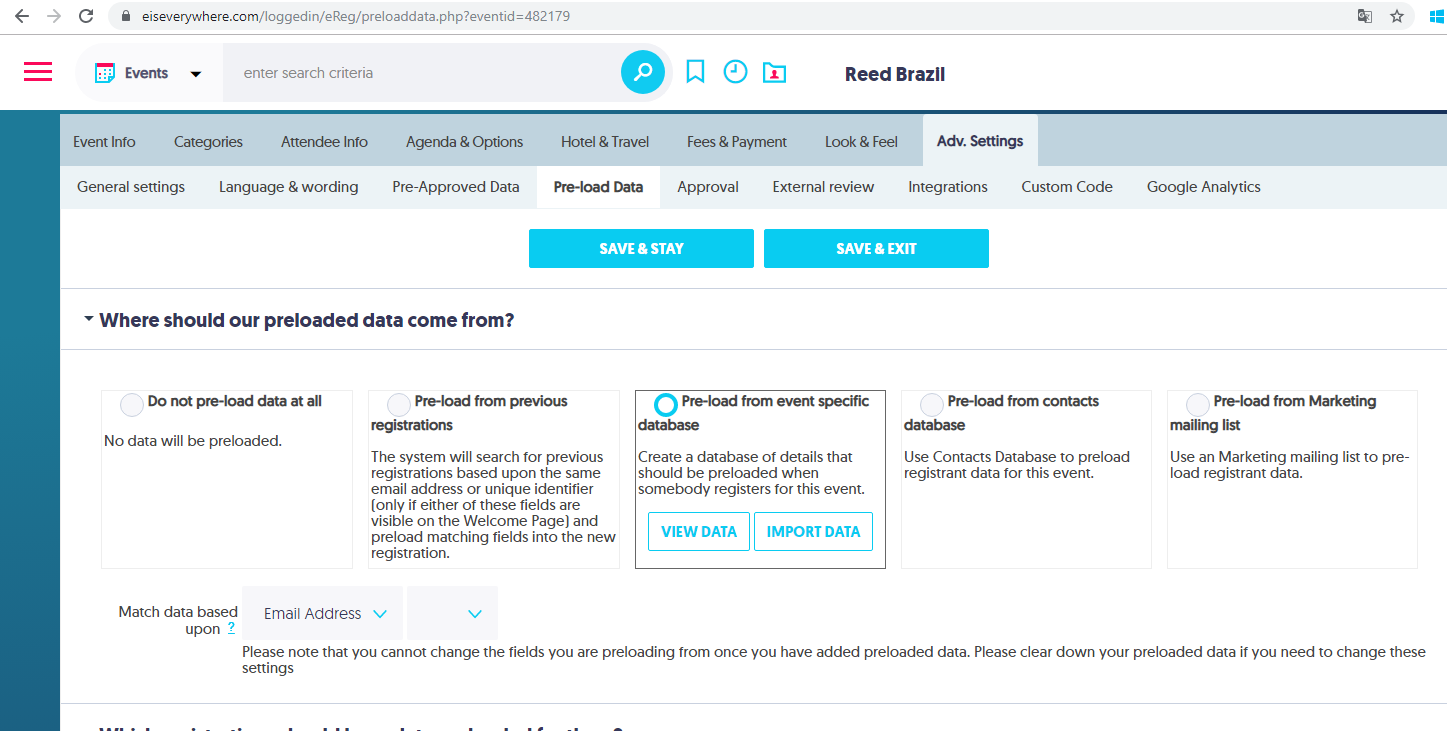 eiseverywhere.com/loggedin/eReg/preloaddata.php?eventid=482179
Events
enter search criteria
Reed Brazil
Event Info
Categories
Attendee Info
Agenda & Options
Hotel & Travel
Fees & Payment
Look & Feel
Adv. Settings
General settings
Language & wording
Pre-Approved Data
Pre-load Data
Approval
External review
Integrations
Custom Code
Google Analytics
SAVE & STAY
SAVE & EXIT
Where should our preloaded data come from?
Do not pre-load data at all
No data will be preloaded.
Pre-load from previous
registrations
The system will search for previous
registrations based upon the same
email address or unique identifier
(only if either of these fields are
visible on the Welcome Page) and
preload matching fields into the new
registration.
Pre-load from event specific
database
Create a database of details that
should be preloaded when
somebody registers for this event.
VIEW DATA
IMPORT DATA
Pre-load from contacts
database
Use Contacts Database to preload
registrant data for this event.
Pre-load from Marketing
mailing list
Use an Marketing mailing list to pre-
load registrant data.
Match data based
upon ?
Email Address
Please note that you cannot change the fields you are preloading from once you have added preloaded data. Please clear down your preloaded data if you need to change these
settings